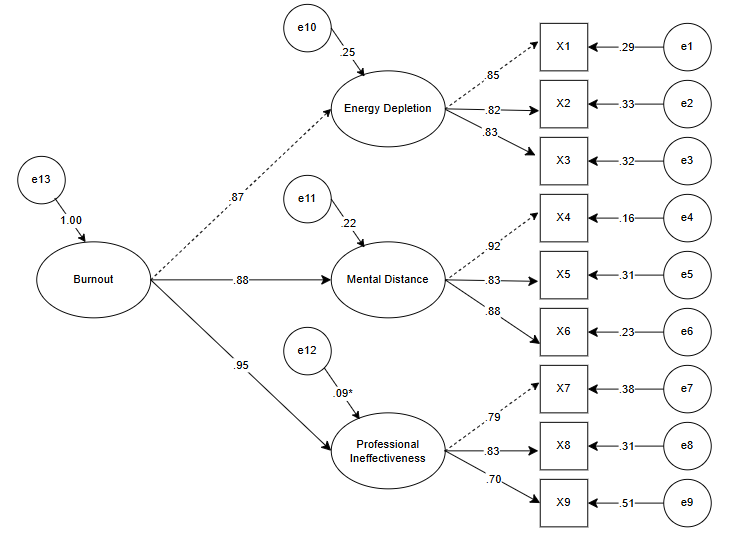 e10
.25
Energy Depletion
.85
X1
.29
e1
.82
X2
.33
e2
.83
X3
.32
e3
e13
1.00
Burnout
.87
.88
.95
e11
.22
Mental Distance
.92
X4
.16
e4
.83
X5
.31
e5
.88
X6
.23
e6
e12
.09*
Professional
Ineffectiveness
.79
X7
.38
e7
.83
X8
.31
e8
.70
X9
.51
e9